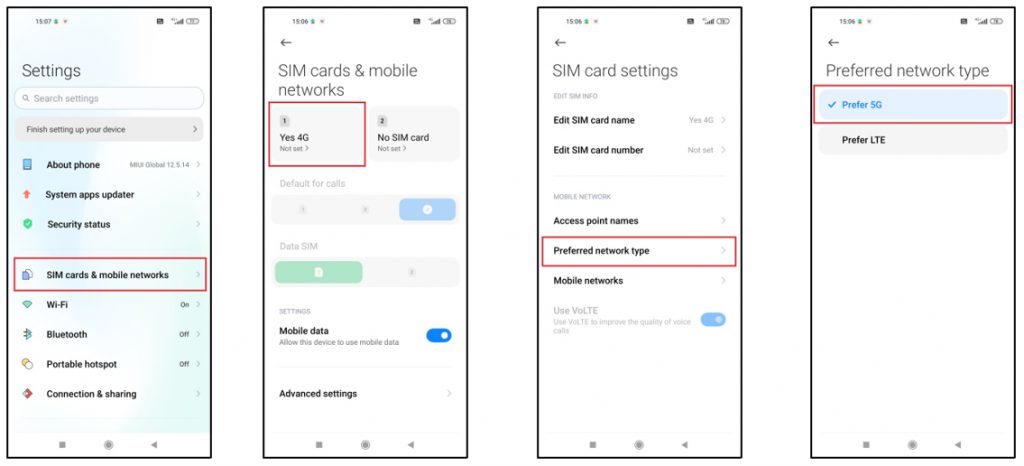 15:07
Settings
Search settings
Finish setting up your device
About phone MIUI Global 12.5.14
System apps updater
Security status
SIM cards & mobile networks
Wi-Fi On
Bluetooth Off
Portable hotspot Off
Connection & sharing
15:06
SIM cards & mobile
networks
1
Yes 4G
Not set
2
No SIM card
Not set
Default for calls
1 2
Data SIM
1 2
SETTINGS
Mobile data
Allow this device to use mobile data
Advanced settings
15:06
SIM card settings
EDIT SIM INFO
Edit SIM card name Yes 4G
Edit SIM card number Not set
MOBILE NETWORK
Access point names
Preferred network type
Mobile networks
Use VoLTE
Use VoLTE to improve the quality of voice
calls
15:06
Preferred network type
Prefer 5G
Prefer LTE